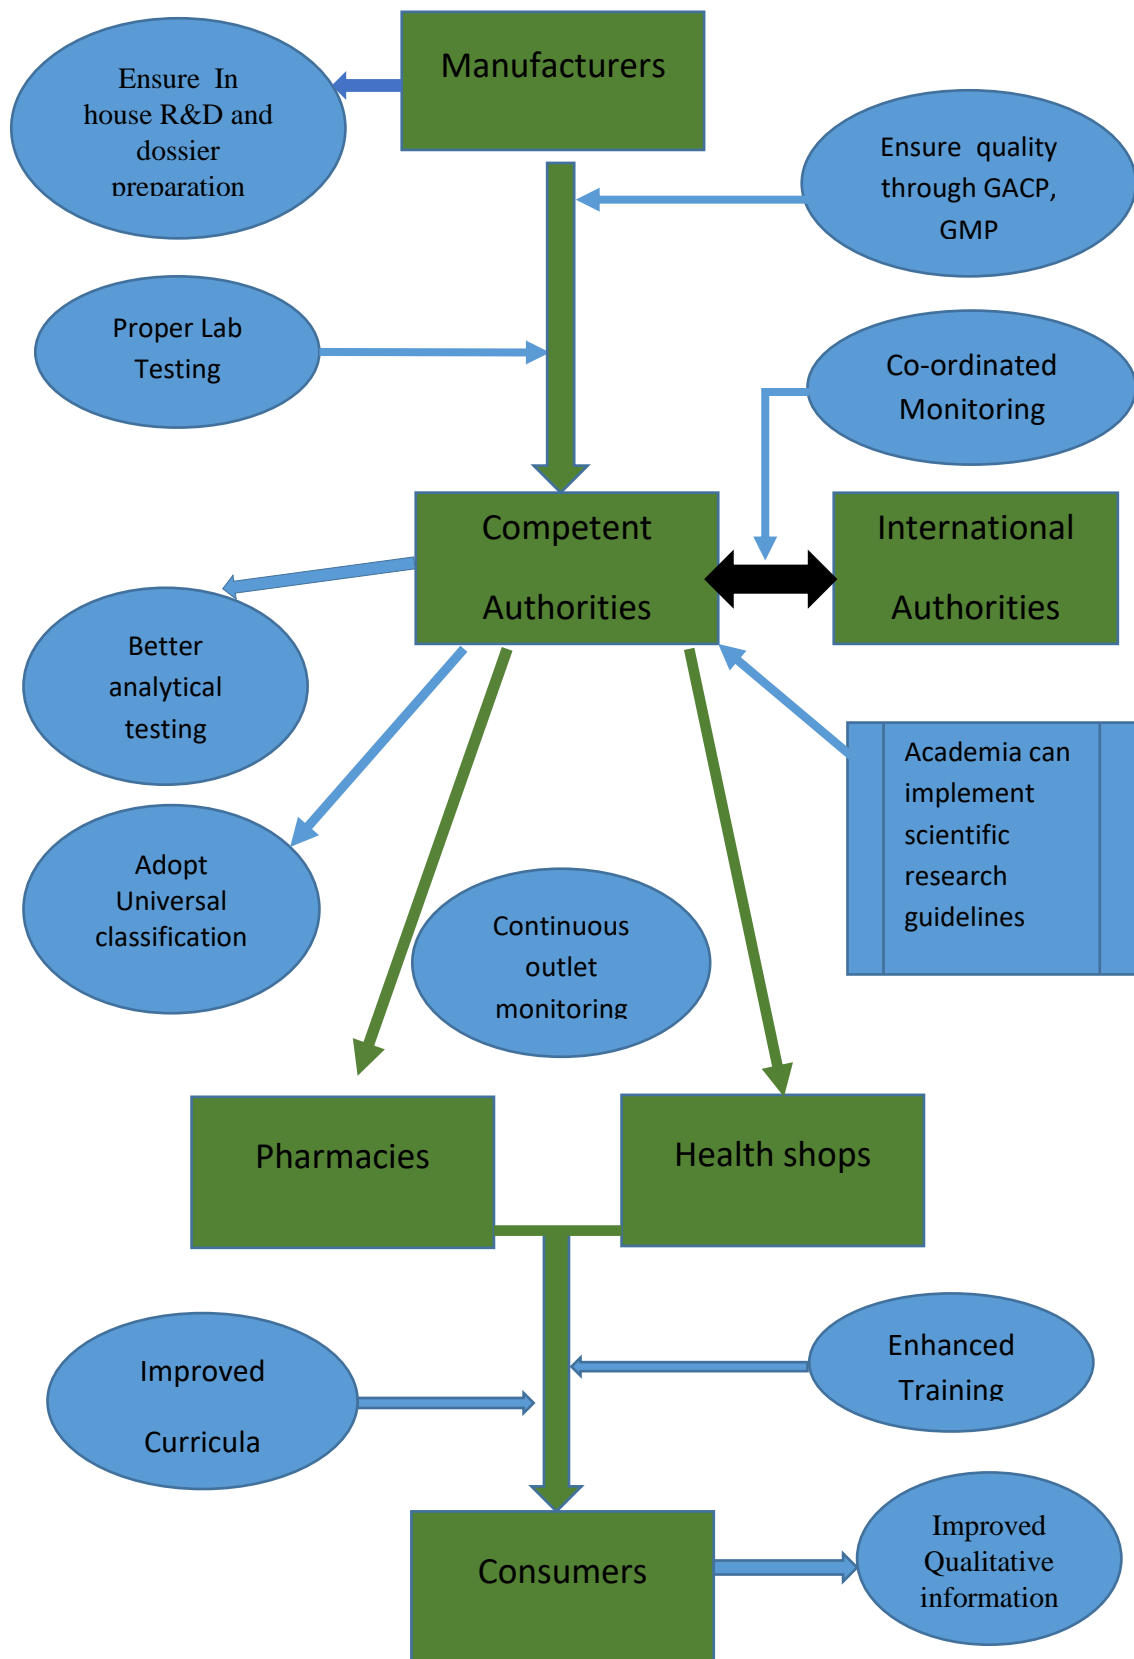 Manufacturers
Ensure In
house R&D and
dossier
preparation
Ensure quality
through GACP,
GMP
Proper Lab
Testing
Co-ordinated
Monitoring
Competent
Authorities
International
Authorities
Better
analytical
testing
Academia can
implement
scientific
research
guidelines
Adopt
Universal
classification
Continuous
outlet
monitoring
Pharmacies
Health shops
Improved
Curricula
Enhanced
Training
Consumers
Improved
Qualitative
information